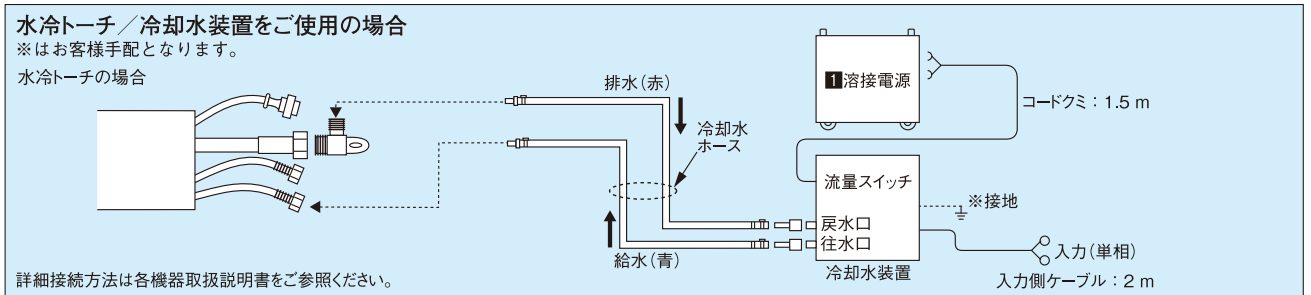 水冷トーチ／冷却水装置をご使用の場合
※はお客様手配となります。
水冷トーチの場合
排水(赤)
冷却水
ホース
給水(青)
1溶接電源
コードクミ：1.5 m
流量スイッチ
※接地
戻水口
往水口
冷却水装置
入力(単相)
入力側ケーブル：2 m
詳細接続方法は各機器取扱説明書をご参照ください。